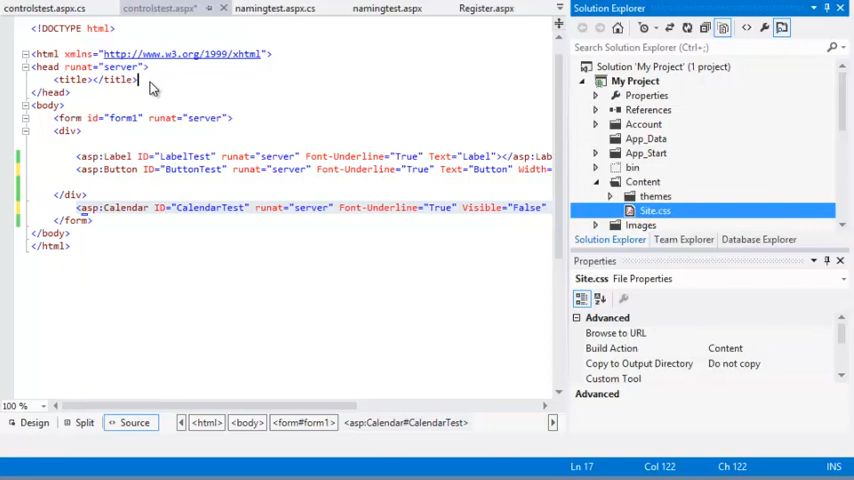 controlstest.aspx.cs
controlstest.aspx*
namingtest.aspx.cs
namingtest.aspx
Register.aspx
<!DOCTYPE html>
<html xmlns="http://www.w3.org/1999/xhtml">
<head runat="server">
<title></title>
</head>
<body>
<form id="form1" runat="server">
<div>
<asp:Label ID="LabelTest" runat="server" Font-Underline="True" Text="Label"></asp:Lab
<asp:Button ID="ButtonTest" runat="server" Font-Underline="True" Text="Button" Width=
</div>
<asp:Calendar ID="CalendarTest" runat="server" Font-Underline="True" Visible="False"
</form>
</body>
</html>
100 %
Design
Split
Source
<html>
<body>
<form#form1>
<asp:Calendar#CalendarTest>
Solution Explorer
Search Solution Explorer (Ctrl+;)
Solution 'My Project' (1 project)
My Project
Properties
References
Account
App_Data
App_Start
bin
Content
themes
Site.css
Images
Solution Explorer
Team Explorer
Database Explorer
Properties
Site.css File Properties
Advanced
Browse to URL
Build Action Content
Copy to Output Directory Do not copy
Custom Tool
Advanced
Ln 17
Col 122
Ch 122
INS